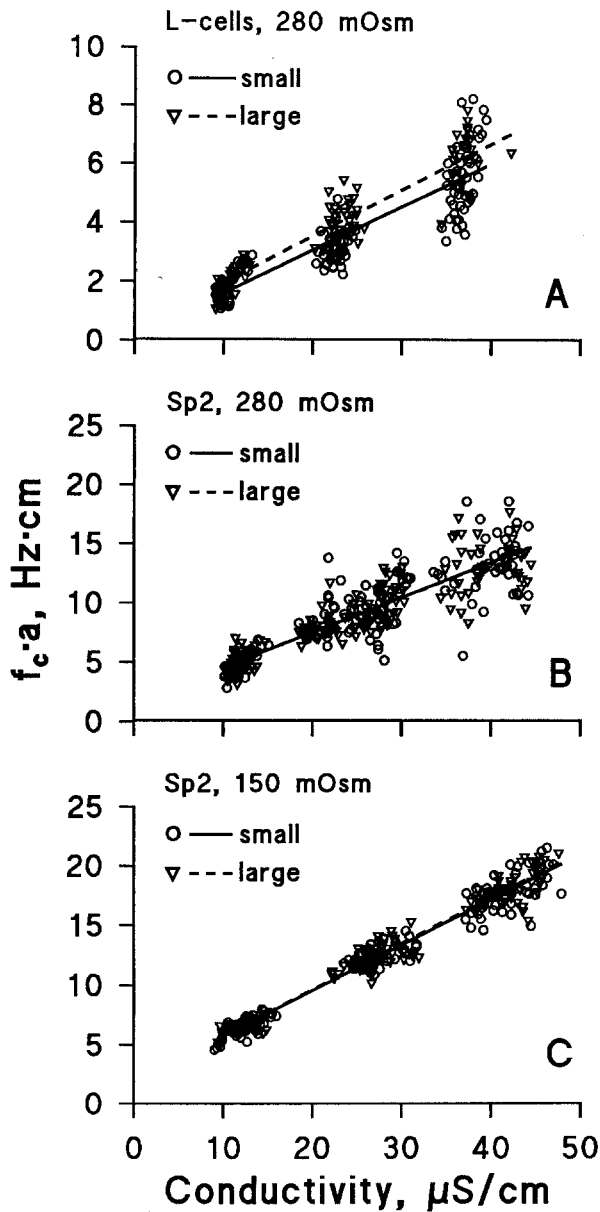 L-cells, 280 mOsm
10
8
6
4
2
0
small
large
A
Sp2, 280 mOsm
25
20
15
10
5
0
small
large
B
f_c·a, Hz·cm
Sp2, 150 mOsm
25
20
15
10
5
0
small
large
C
0 10 20 30 40 50
Conductivity, μS/cm